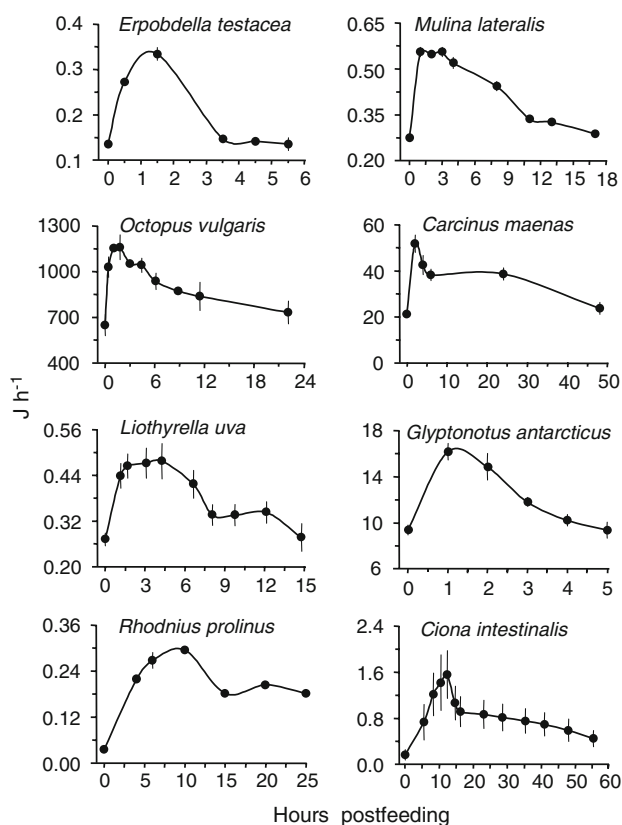 Erpobdella testacea
0.4
0.3
0.2
0.1
0 1 2 3 4 5 6
Mulina lateralis
0.65
0.50
0.35
0.20
0 3 6 9 12 15 18
Octopus vulgaris
1300
1000
700
400
0 6 12 18 24
Carcinus maenas
60
40
20
0
0 10 20 30 40 50
J h-1
Liothyrella uva
0.56
0.44
0.32
0.20
0 3 6 9 12 15
Glyptonotus antarcticus
18
14
10
6
0 1 2 3 4 5
Rhodnius prolinus
0.36
0.24
0.12
0.00
0 5 10 15 20 25
Ciona intestinalis
2.4
1.6
0.8
0.0
0 10 20 30 40 50 60
Hours postfeeding